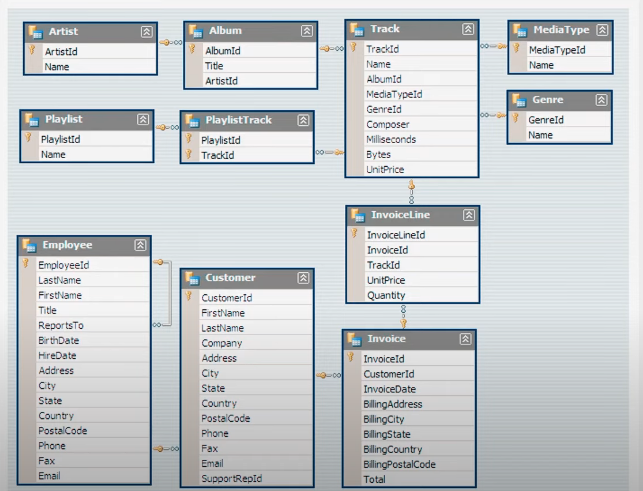 Artist
ArtistId
Name
Album
AlbumId
Title
ArtistId
Track
TrackId
Name
AlbumId
MediaTypeId
GenreId
Composer
Milliseconds
Bytes
UnitPrice
MediaType
MediaTypeId
Name
Genre
GenreId
Name
Playlist
PlaylistId
Name
PlaylistTrack
PlaylistId
TrackId
InvoiceLine
InvoiceLineId
InvoiceId
TrackId
UnitPrice
Quantity
Employee
EmployeeId
LastName
FirstName
Title
ReportsTo
BirthDate
HireDate
Address
City
State
Country
PostalCode
Phone
Fax
Email
Customer
CustomerId
FirstName
LastName
Company
Address
City
State
Country
PostalCode
Phone
Fax
Email
SupportRepId
Invoice
InvoiceId
CustomerId
InvoiceDate
BillingAddress
BillingCity
BillingState
BillingCountry
BillingPostalCode
Total